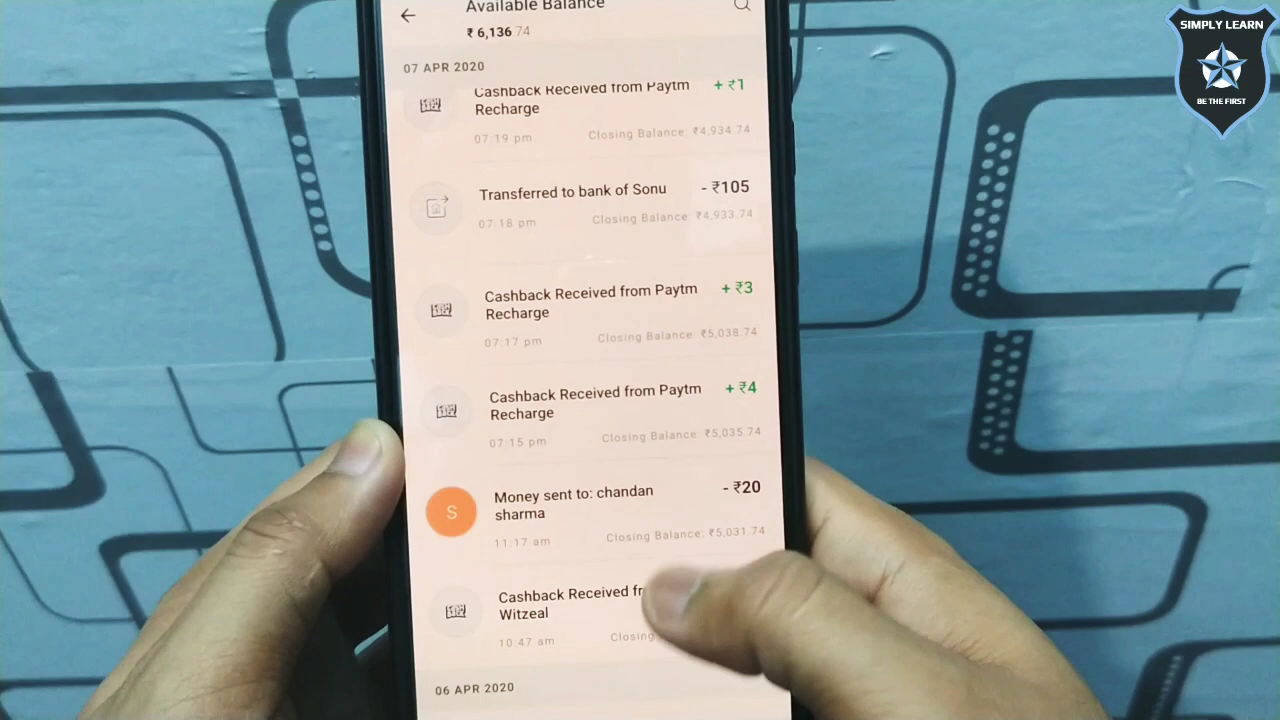 Available Balance
₹ 6,136.74
07 APR 2020
Cashback Received from Paytm
Recharge
+ ₹1
07:19 pm
Closing Balance: ₹4,934.74
Transferred to bank of Sonu
- ₹105
07:18 pm
Closing Balance: ₹4,933.74
Cashback Received from Paytm
Recharge
+ ₹3
07:17 pm
Closing Balance: ₹5,038.74
Cashback Received from Paytm
Recharge
+ ₹4
07:15 pm
Closing Balance: ₹5,035.74
S
Money sent to: chandan
sharma
- ₹20
11:17 am
Closing Balance: ₹5,031.74
Cashback Received
Witzeal
10:47 am
Closing
06 APR 2020
SIMPLY LEARN
BE THE FIRST